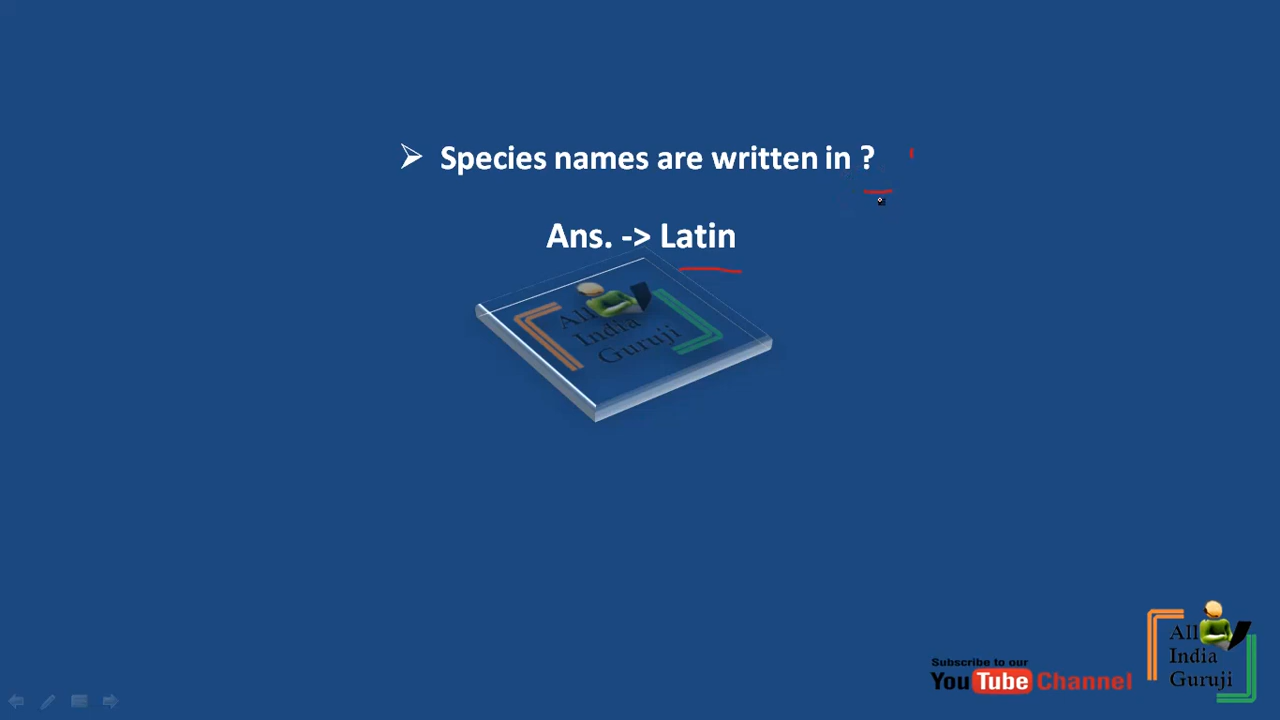 ➢ Species names are written in ?
Ans. -> Latin
All
India
Guruji
Subscribe to our
YouTube Channel
All
India
Guruji